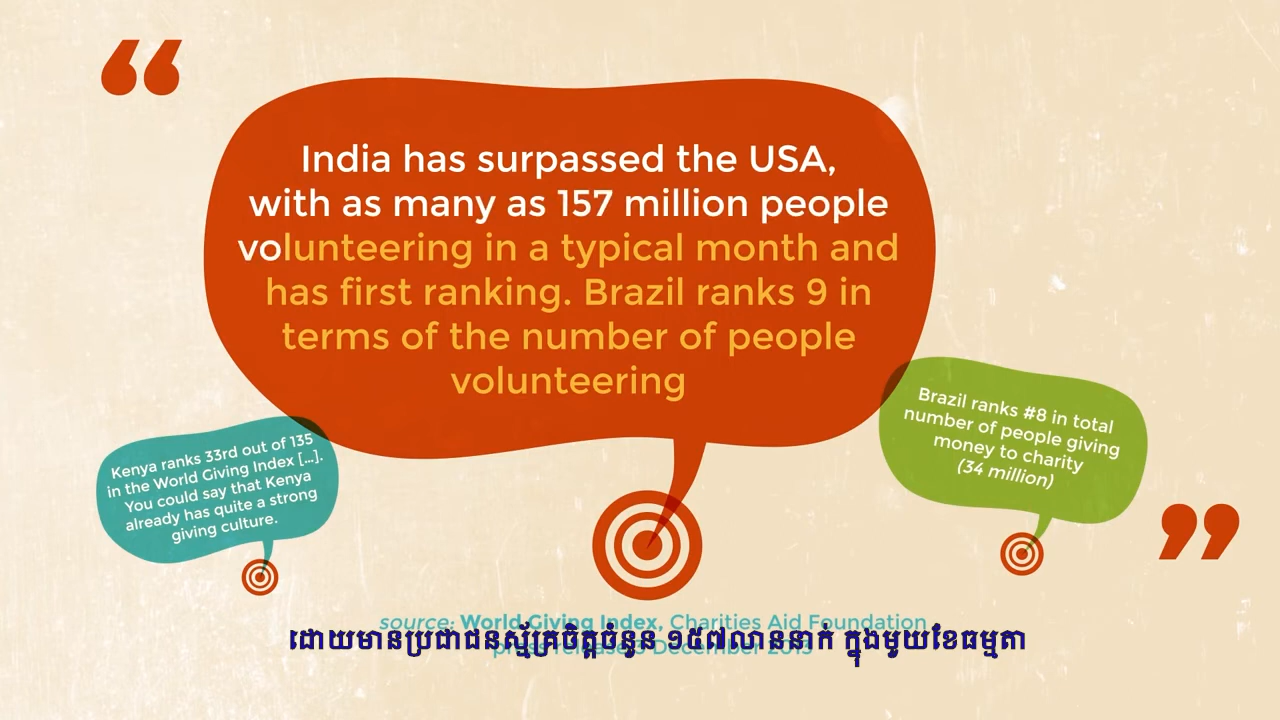 India has surpassed the USA,
with as many as 157 million people
volunteering in a typical month and
has first ranking. Brazil ranks 9 in
terms of the number of people
volunteering
Kenya ranks 33rd out of 135
in the World Giving Index [...].
You could say that Kenya
already has quite a strong
giving culture.
Brazil ranks #8 in total
number of people giving
money to charity
(34 million)
source: World Giving Index, Charities Aid Foundation
press release 3 December 2013
ដោយមានប្រជាជនស្ម័គ្រចិត្តចំនួន ១៥៧លាននាក់ ក្នុងមួយខែធម្មតា